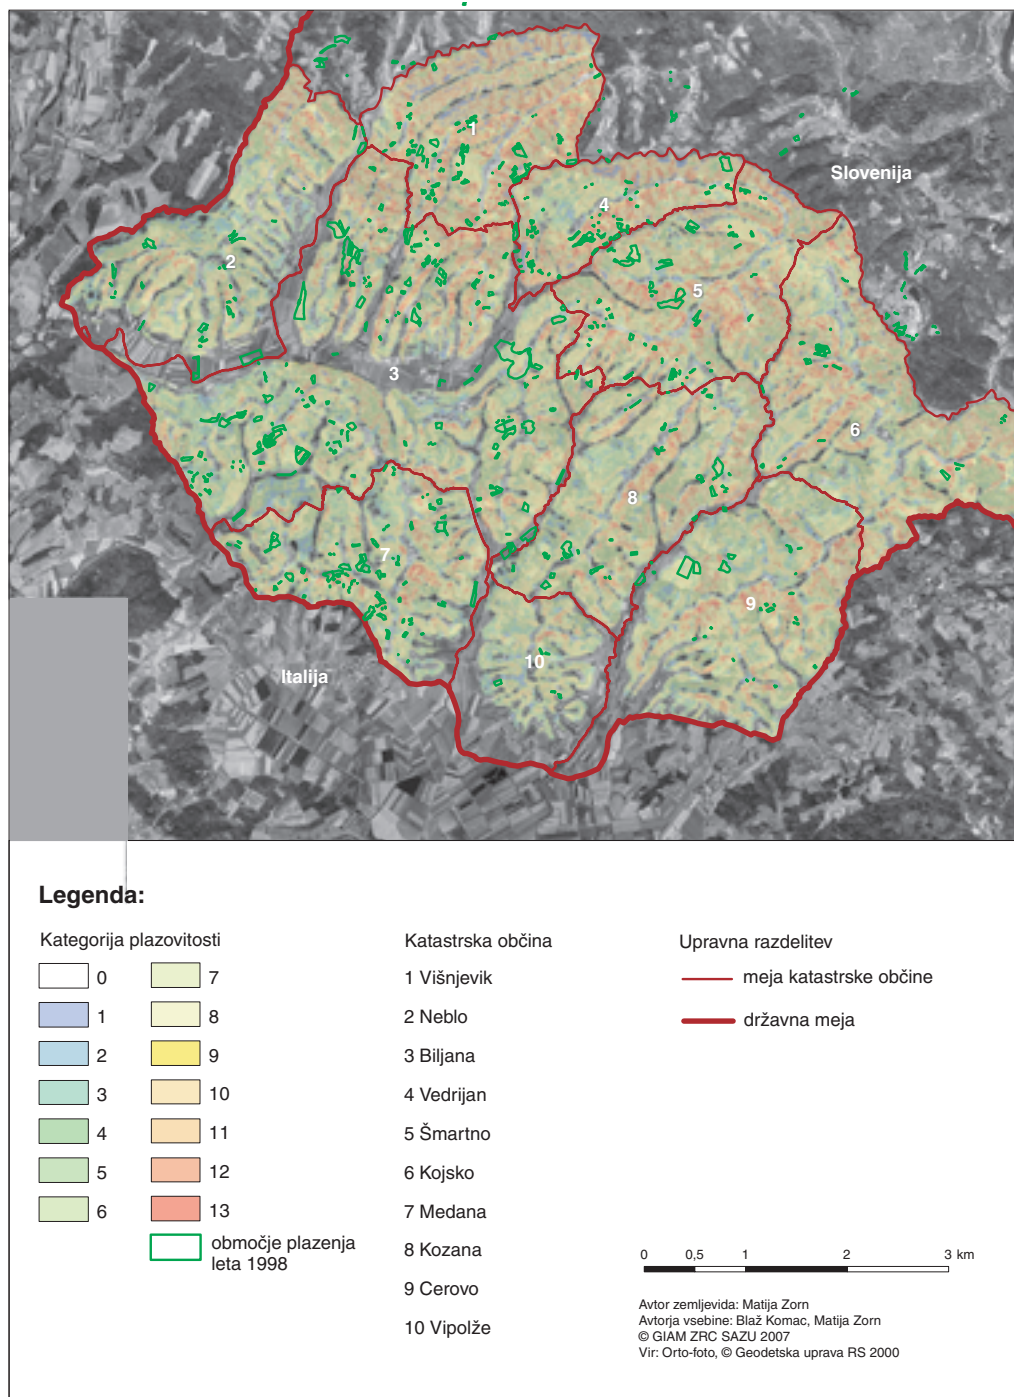 Slovenija
1
4
2
5
3
6
8
7
9
10
Italija
Legenda:
Kategorija plazovitosti
0
1
2
3
4
5
6
7
8
9
10
11
12
13
območje plazenja
leta 1998
Katastrska občina
1 Višnjevik
2 Neblo
3 Biljana
4 Vedrijan
5 Šmartno
6 Kojsko
7 Medana
8 Kozana
9 Cerovo
10 Vipolže
Upravna razdelitev
meja katastrske občine
državna meja
0 0,5 1 2 3 km
Avtor zemljevida: Matija Zorn
Avtorja vsebine: Blaž Komac, Matija Zorn
© GIAM ZRC SAZU 2007
Vir: Orto-foto, © Geodetska uprava RS 2000